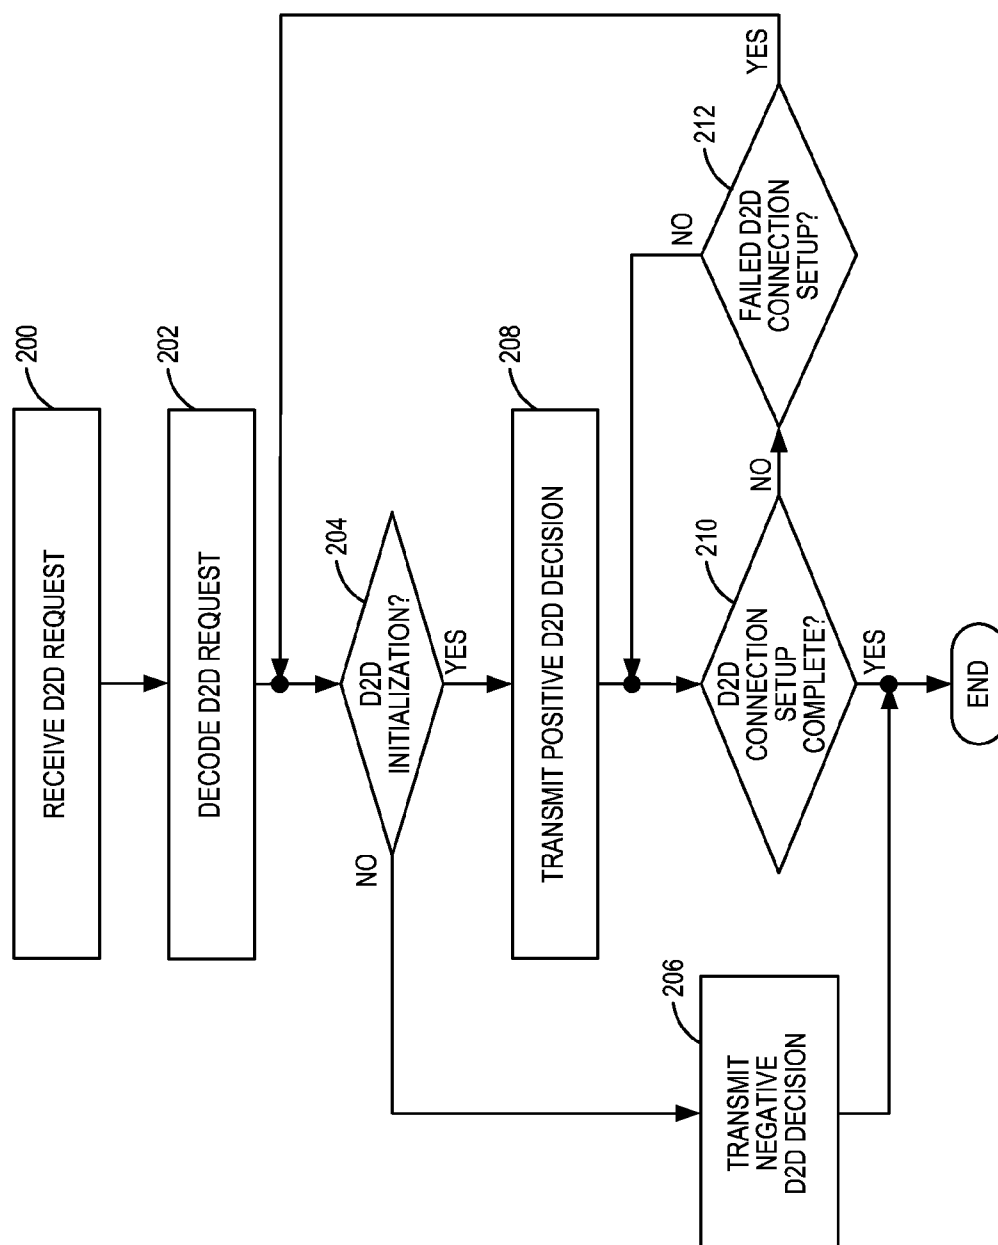 RECEIVE D2D REQUEST
200
DECODE D2D REQUEST
202
D2D
INITIALIZATION?
204
NO
YES
TRANSMIT POSITIVE D2D DECISION
208
TRANSMIT
NEGATIVE
D2D DECISION
206
D2D
CONNECTION
SETUP
COMPLETE?
210
NO
YES
FAILED D2D
CONNECTION
SETUP?
212
NO
YES
END